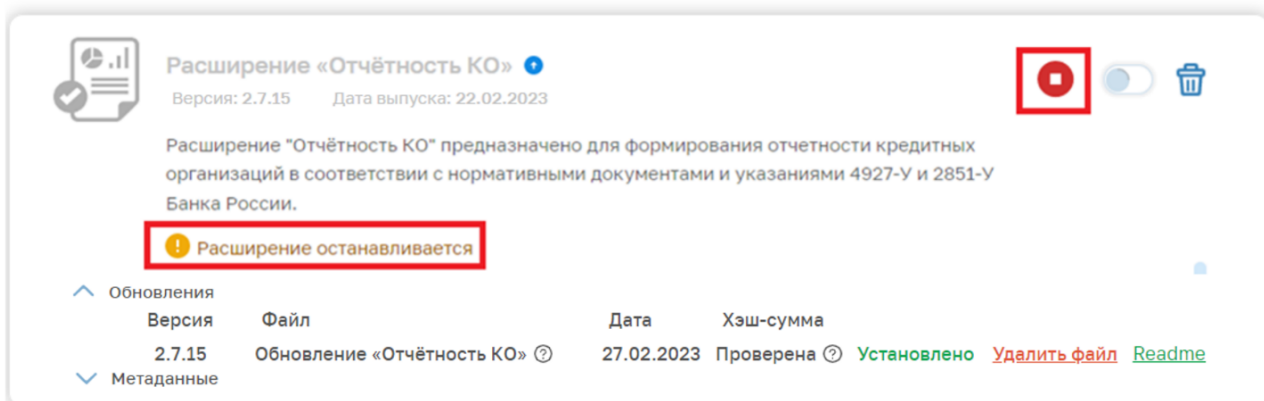 Расширение «Отчётность КО»
Версия: 2.7.15 Дата выпуска: 22.02.2023
Расширение "Отчётность КО" предназначено для формирования отчетности кредитных
организаций в соответствии с нормативными документами и указаниями 4927-У и 2851-У
Банка России.
Расширение останавливается
Обновления
Версия Файл Дата Хэш-сумма
2.7.15 Обновление «Отчётность КО» 27.02.2023 Проверена Установлено Удалить файл Readme
Метаданные